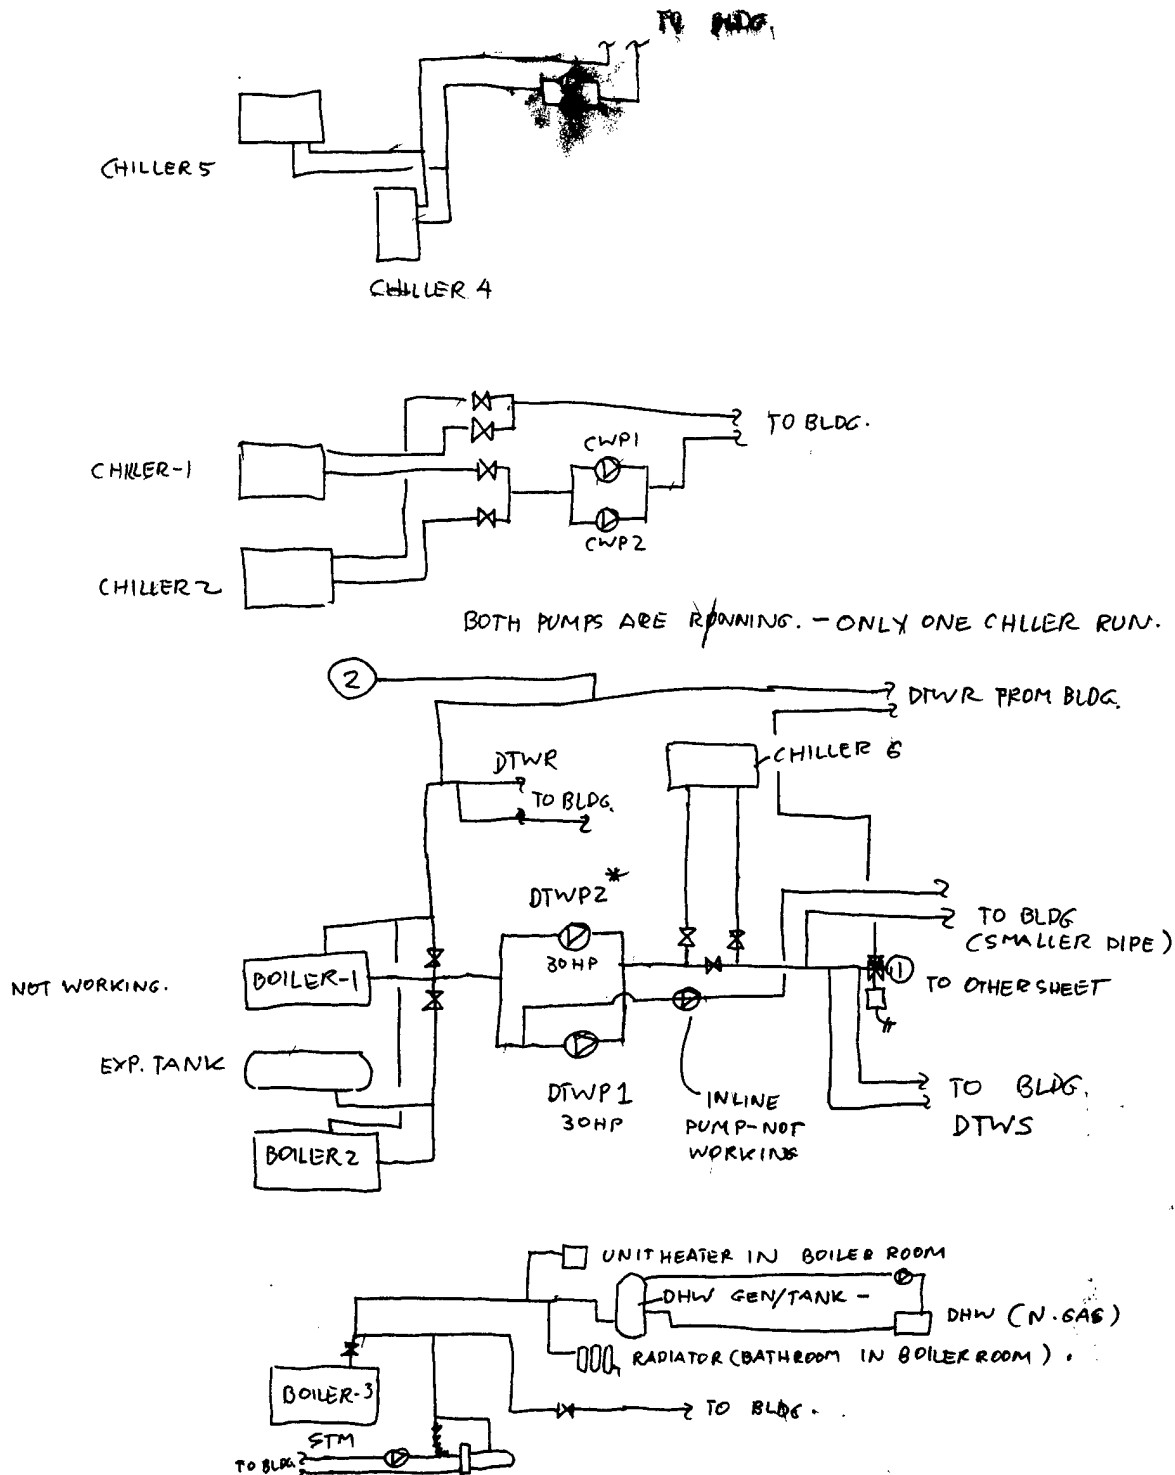 TO BLDG.
CHILLER 5
CHILLER 4
TO BLDG.
CWP1
CHILLER-1
CWP2
CHILLER 2
BOTH PUMPS ARE RUNNING. - ONLY ONE CHLLER RUN.
2
DTWR FROM BLDG.
CHILLER 6
DTWR
TO BLDG.
DTWP2*
30HP
TO BLDG
(SMALLER PIPE)
BOILER-1
NOT WORKING.
1
TO OTHER SHEET
EXP. TANK
DTWP1
30HP
INLINE
PUMP-NOT
WORKING
TO BLDG.
DTWS
BOILER 2
UNIT HEATER IN BOILER ROOM
DHW GEN/TANK -
DHW (N.GAS)
RADIATOR (BATHROOM IN BOILER ROOM).
BOILER-3
TO BLDG.
STM
TO BLDG